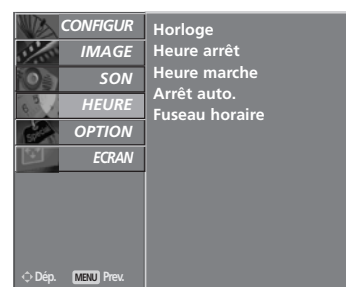 CONFIGUR
IMAGE
SON
HEURE
OPTION
ECRAN
Horloge
Heure arrêt
Heure marche
Arrêt auto.
Fuseau horaire
Dép. MENU Prev.